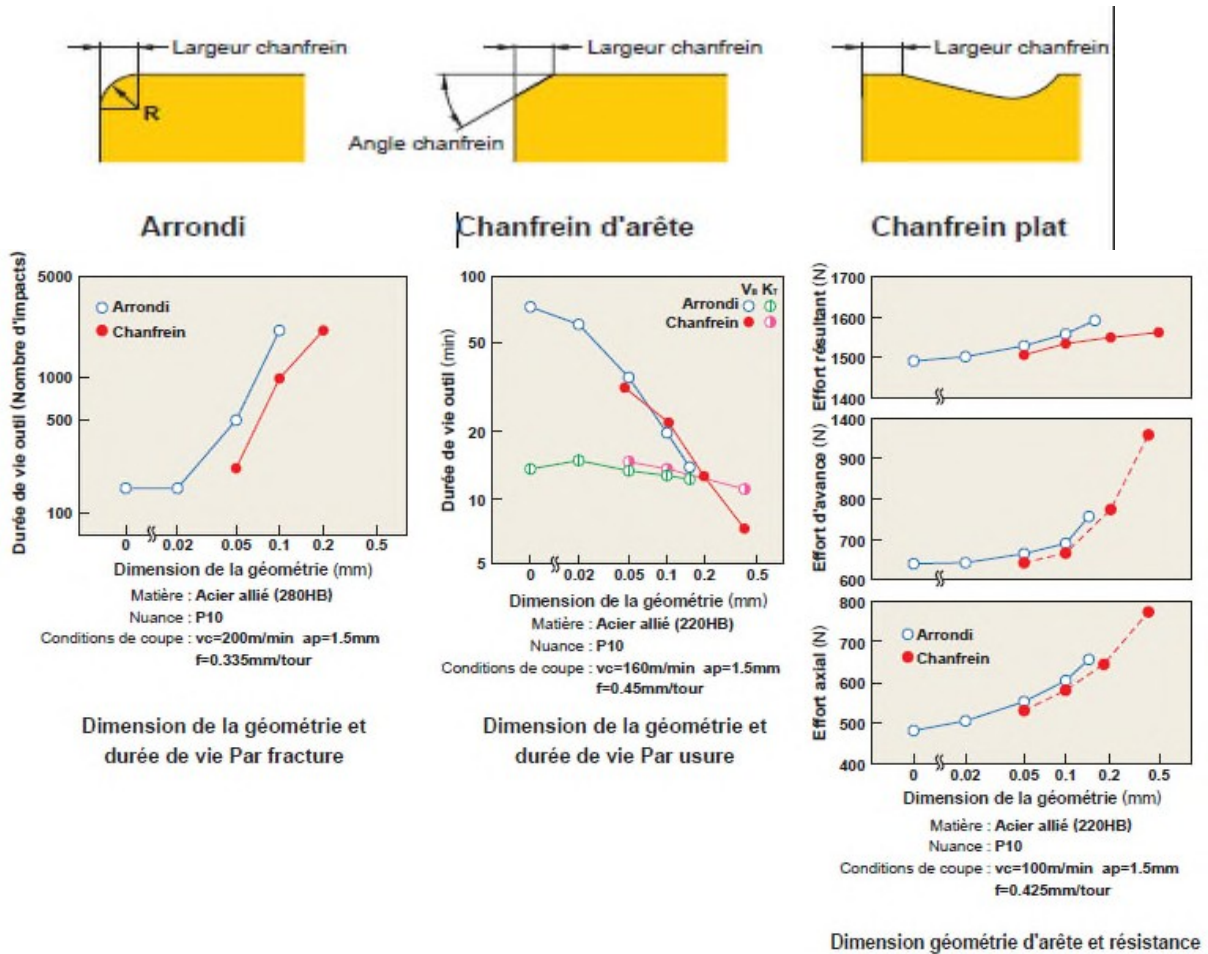 Largeur chanfrein
R
Arrondi
Largeur chanfrein
Angle chanfrein
Chanfrein d'arête
Largeur chanfrein
Chanfrein plat
Durée de vie outil (Nombre d'impacts)
5000
1000
500
100
Arrondi
Chanfrein
0 0.02 0.05 0.1 0.2 0.5
Dimension de la géométrie (mm)
Matière : Acier allié (280HB)
Nuance : P10
Conditions de coupe : vc=200m/min ap=1.5mm
f=0.335mm/tour
Dimension de la géométrie et
durée de vie Par fracture
Durée de vie outil (min)
100
50
20
10
5
VB KT
Arrondi
Chanfrein
0 0.02 0.05 0.1 0.2 0.5
Dimension de la géométrie (mm)
Matière : Acier allié (220HB)
Nuance : P10
Conditions de coupe : vc=160m/min ap=1.5mm
f=0.45mm/tour
Dimension de la géométrie et
durée de vie Par usure
Effort résultant (N)
1700
1600
1500
1400
Effort d'avance (N)
1400
900
800
700
600
Effort axial (N)
800
700
600
500
400
Arrondi
Chanfrein
0 0.02 0.05 0.1 0.2 0.5
Dimension de la géométrie (mm)
Matière : Acier allié (220HB)
Nuance : P10
Conditions de coupe : vc=100m/min ap=1.5mm
f=0.425mm/tour
Dimension géométrie d'arête et résistance